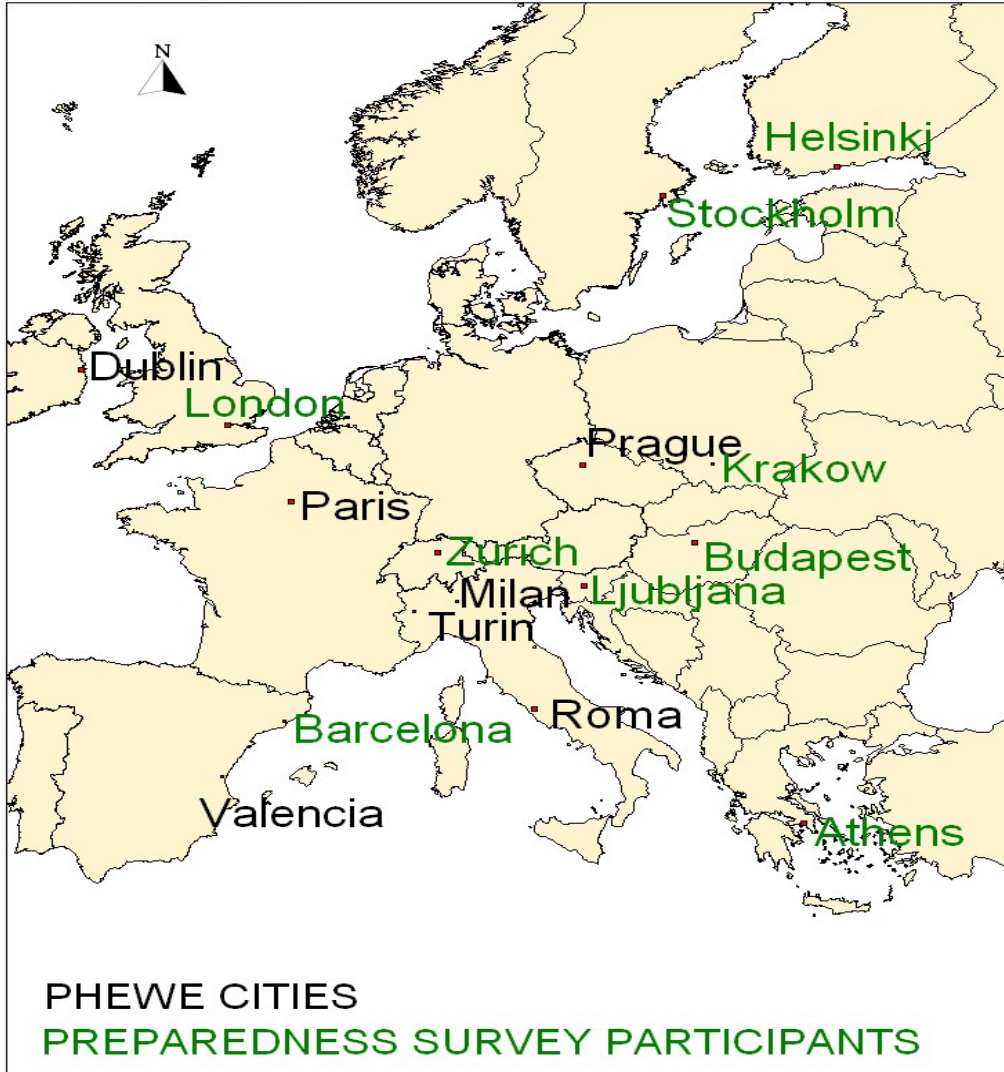 N
Helsinki
Stockholm
Dublin
London
Prague
Krakow
Paris
Zurich
Budapest
Ljubljana
Milan
Turin
Roma
Barcelona
Valencia
Athens
PHEWE CITIES
PREPAREDNESS SURVEY PARTICIPANTS